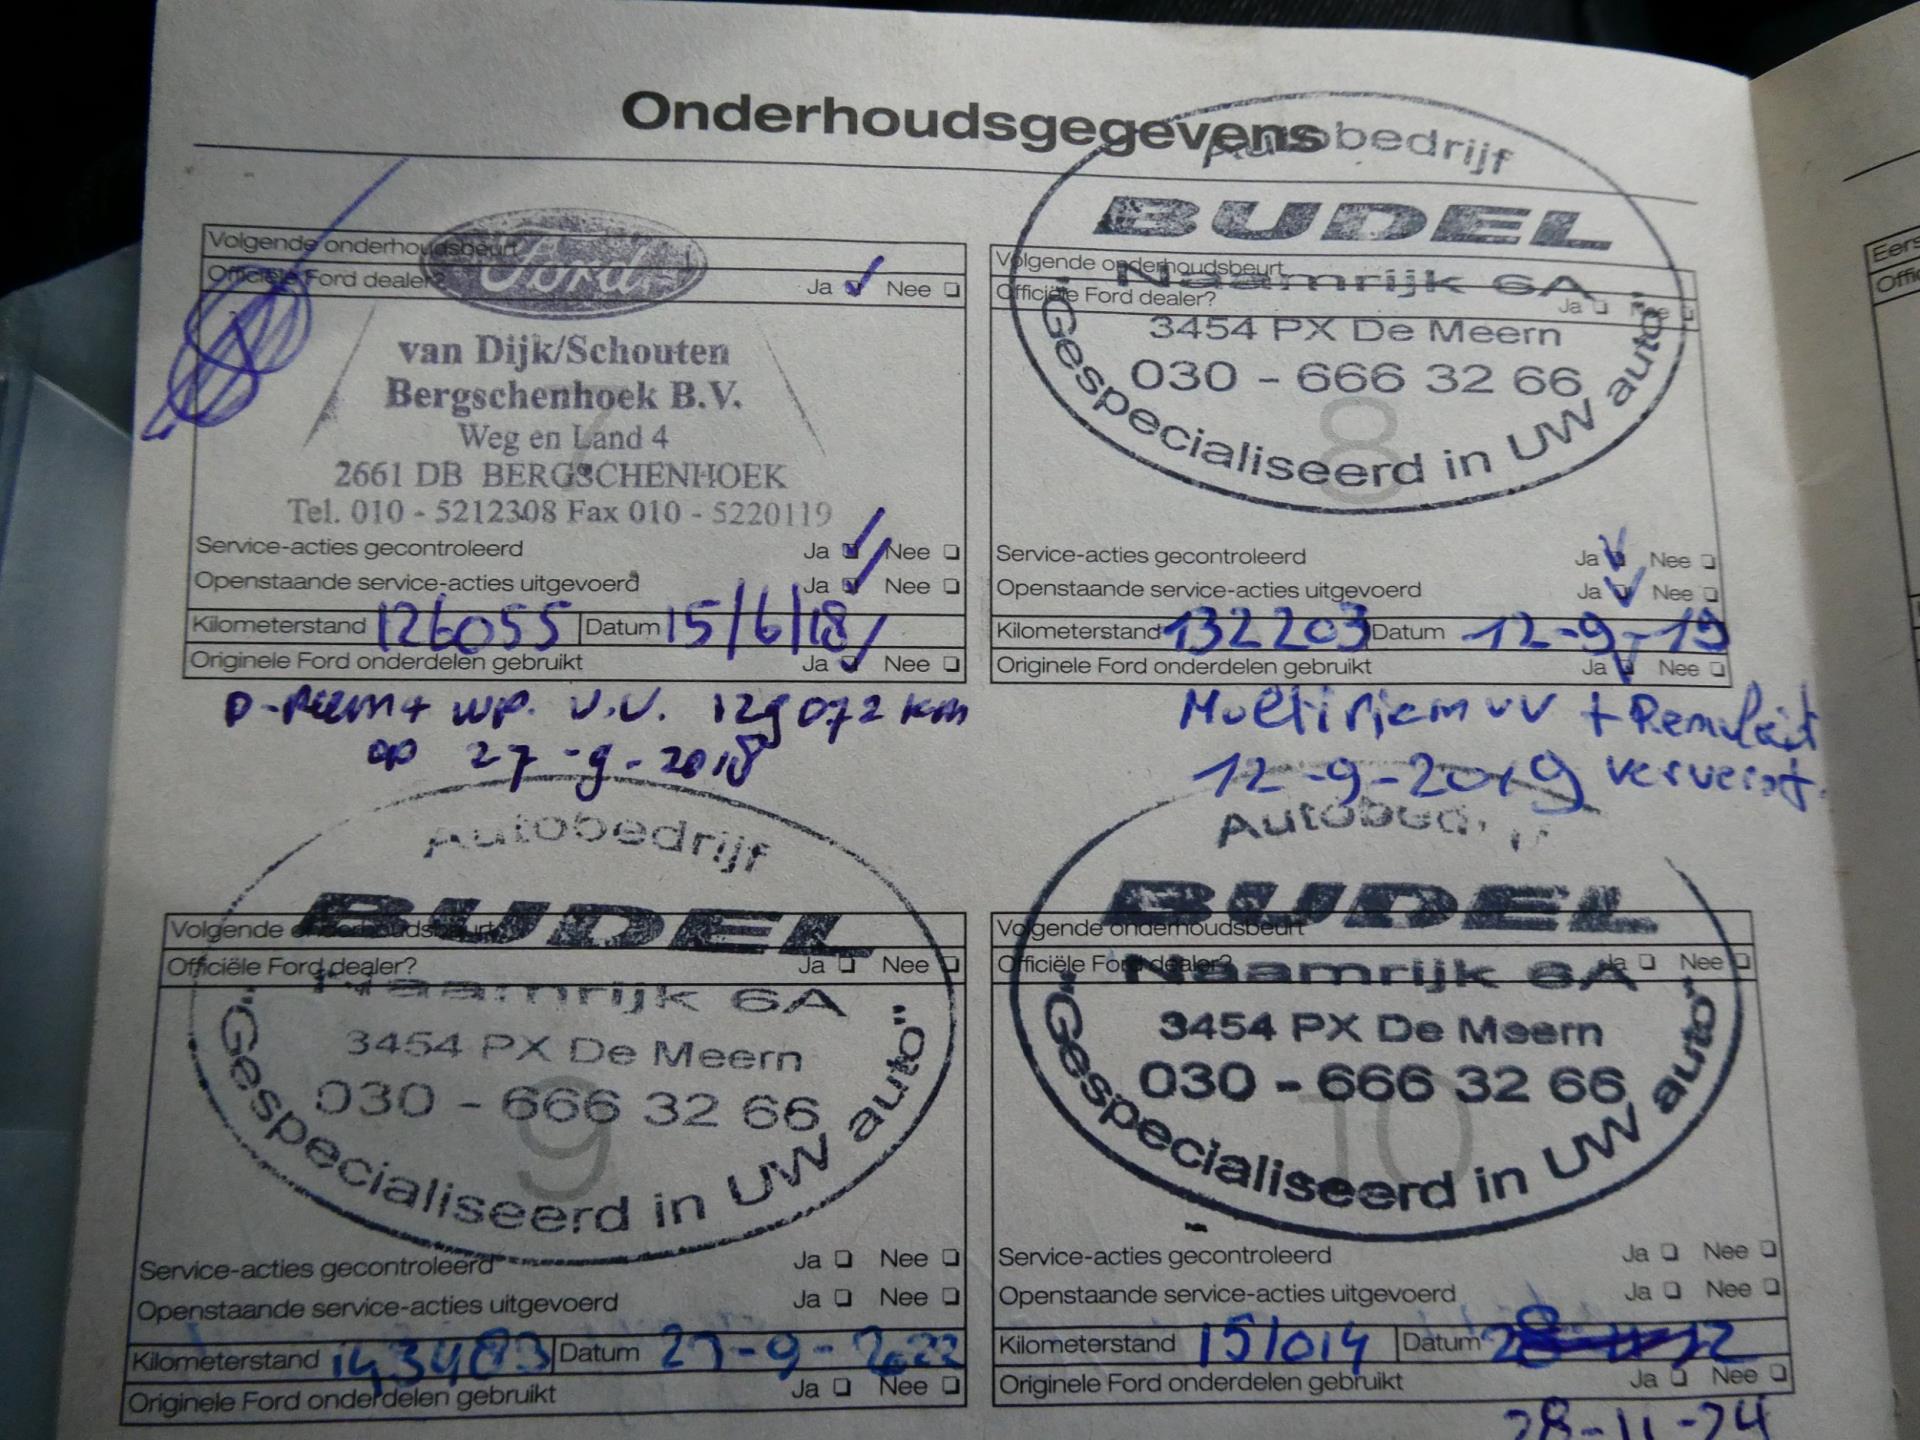 Onderhoudsgegevens
Volgende onderhoudsbeurt
Officiële Ford dealer? Ja Nee
Ford
van Dijk/Schouten
Bergschenhoek B.V.
Weg en Land 4
2661 DB BERGSCHENHOEK
Tel. 010 - 5212308 Fax 010 - 5220119
7
Service-acties gecontroleerd Ja Nee
Openstaande service-acties uitgevoerd Ja Nee
Kilometerstand 126055 Datum 15/6/18
Originele Ford onderdelen gebruikt Ja Nee
D-Riem+ wp. v.v. 129072 km
op 27-9-2018
Volgende onderhoudsbeurt
Officiële Ford dealer? Ja Nee
Autobedrijf
BUDEL
Naamrijk 6A
3454 PX De Meern
030 - 666 32 66
"Gespecialiseerd in UW auto"
8
Service-acties gecontroleerd Ja Nee
Openstaande service-acties uitgevoerd Ja Nee
Kilometerstand 132203 Datum 12-9-19
Originele Ford onderdelen gebruikt Ja Nee
Multiriem vv +
12-9-2019 ververst.
Volgende onderhoudsbeurt
Officiële Ford dealer? Ja Nee
Autobedrijf
BUDEL
Naamrijk 6A
3454 PX De Meern
030 - 666 32 66
"Gespecialiseerd in UW auto"
9
Service-acties gecontroleerd Ja Nee
Openstaande service-acties uitgevoerd Ja Nee
Kilometerstand 143483 Datum 27-9-2022
Originele Ford onderdelen gebruikt Ja Nee
Volgende onderhoudsbeurt
Officiële Ford dealer? Ja Nee
Autobedrijf
BUDEL
Naamrijk 6A
3454 PX De Meern
030 - 666 32 66
"Gespecialiseerd in UW auto"
10
Service-acties gecontroleerd Ja Nee
Openstaande service-acties uitgevoerd Ja Nee
Kilometerstand 151014 Datum
Originele Ford onderdelen gebruikt Ja Nee
28-11-24